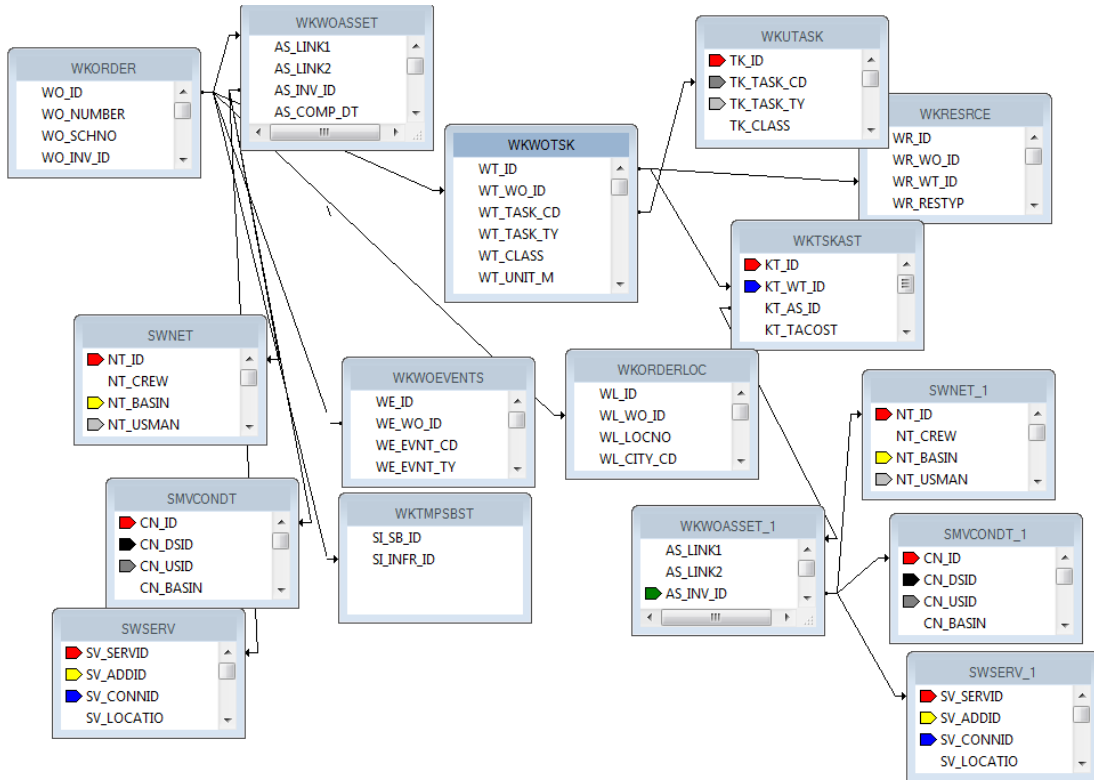 WKORDER
WO_ID
WO_NUMBER
WO_SCHNO
WO_INV_ID
WKWOASSET
AS_LINK1
AS_LINK2
AS_INV_ID
AS_COMP_DT
WKUTASK
TK_ID
TK_TASK_CD
TK_TASK_TY
TK_CLASS
WKRESRCE
WR_ID
WR_WO_ID
WR_WT_ID
WR_RESTYP
WKWOTSK
WT_ID
WT_WO_ID
WT_TASK_CD
WT_TASK_TY
WT_CLASS
WT_UNIT_M
WKTSKAST
KT_ID
KT_WT_ID
KT_AS_ID
KT_TACOST
SWNET
NT_ID
NT_CREW
NT_BASIN
NT_USMAN
WKWOEVENTS
WE_ID
WE_WO_ID
WE_EVNT_CD
WE_EVNT_TY
WKORDERLOC
WL_ID
WL_WO_ID
WL_LOCNO
WL_CITY_CD
SWNET_1
NT_ID
NT_CREW
NT_BASIN
NT_USMAN
SMVCONDT
CN_ID
CN_DSID
CN_USID
CN_BASIN
WKTMPSBST
SI_SB_ID
SI_INFR_ID
WKWOASSET_1
AS_LINK1
AS_LINK2
AS_INV_ID
SMVCONDT_1
CN_ID
CN_DSID
CN_USID
CN_BASIN
SWSERV
SV_SERVID
SV_ADDID
SV_CONNID
SV_LOCATIO
SWSERV_1
SV_SERVID
SV_ADDID
SV_CONNID
SV_LOCATIO